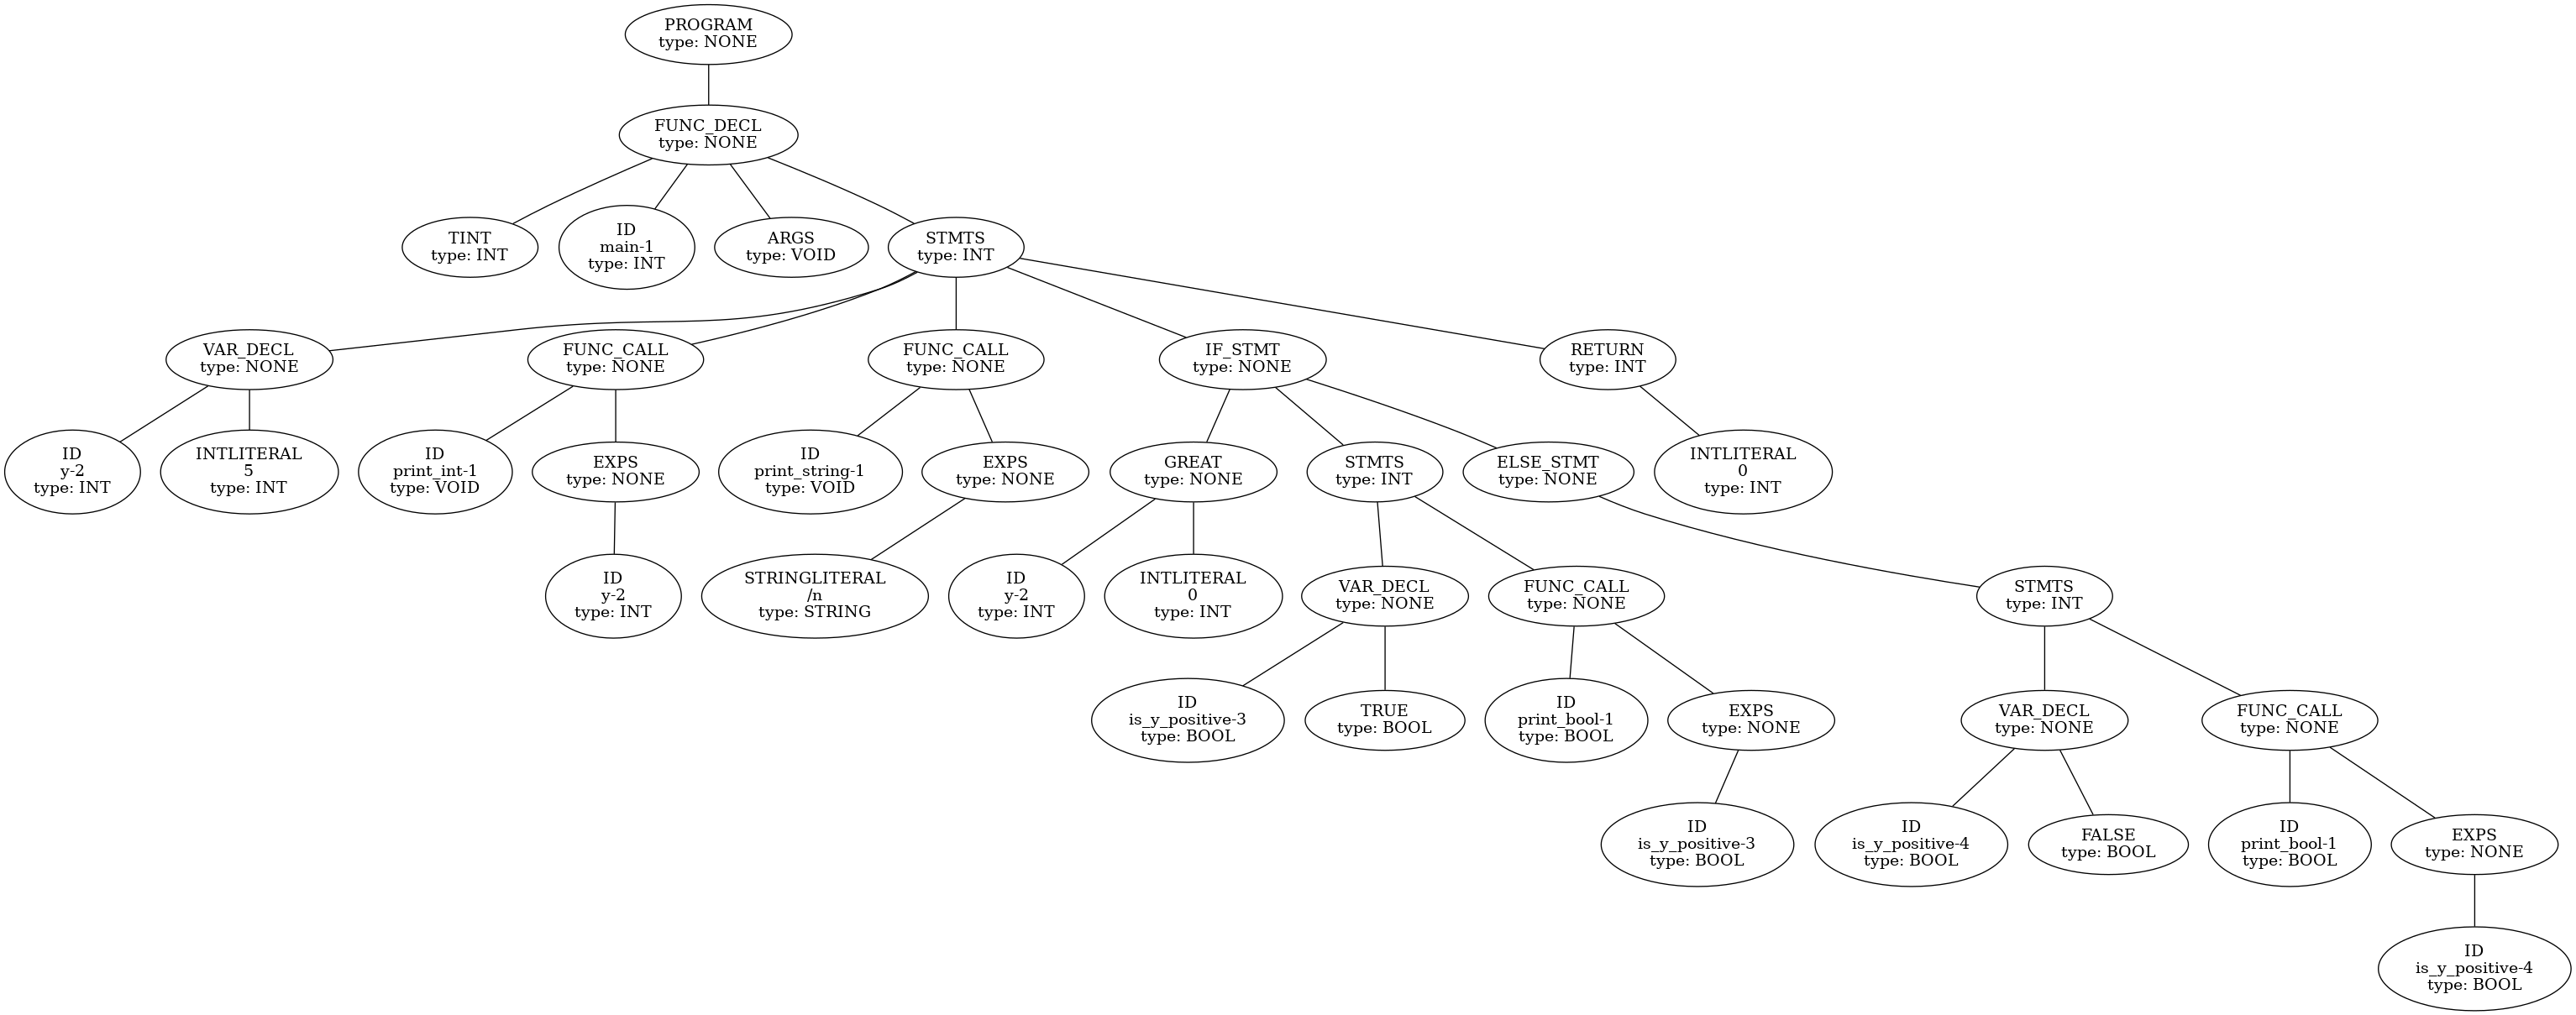 PROGRAM
type: NONE
FUNC_DECL
type: NONE
TINT
type: INT
ID
main-1
type: INT
ARGS
type: VOID
STMTS
type: INT
VAR_DECL
type: NONE
FUNC_CALL
type: NONE
FUNC_CALL
type: NONE
IF_STMT
type: NONE
RETURN
type: INT
ID
y-2
type: INT
INTLITERAL
5
type: INT
ID
print_int-1
type: VOID
EXPS
type: NONE
ID
print_string-1
type: VOID
EXPS
type: NONE
GREAT
type: NONE
STMTS
type: INT
ELSE_STMT
type: NONE
INTLITERAL
0
type: INT
ID
y-2
type: INT
STRINGLITERAL
/n
type: STRING
ID
y-2
type: INT
INTLITERAL
0
type: INT
VAR_DECL
type: NONE
FUNC_CALL
type: NONE
STMTS
type: INT
ID
is_y_positive-3
type: BOOL
TRUE
type: BOOL
ID
print_bool-1
type: BOOL
EXPS
type: NONE
VAR_DECL
type: NONE
FUNC_CALL
type: NONE
ID
is_y_positive-3
type: BOOL
ID
is_y_positive-4
type: BOOL
FALSE
type: BOOL
ID
print_bool-1
type: BOOL
EXPS
type: NONE
ID
is_y_positive-4
type: BOOL